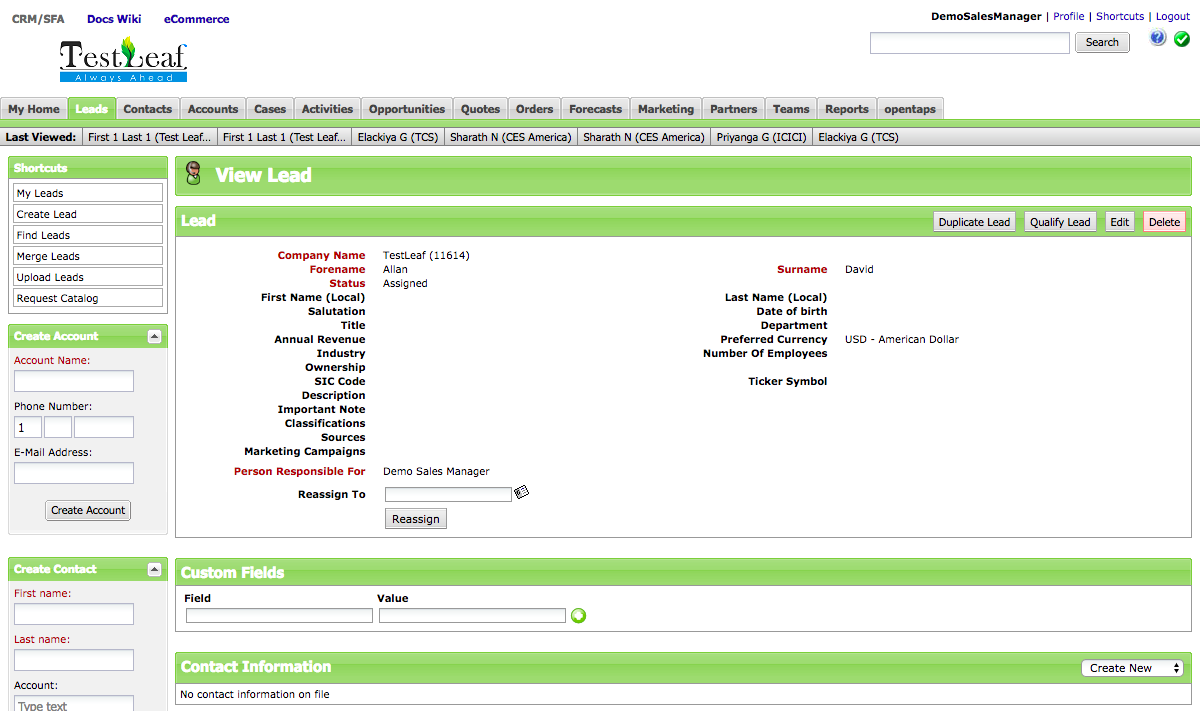 CRM/SFA Docs Wiki eCommerce
DemoSalesManager | Profile | Shortcuts | Logout
TestLeaf
Always Ahead
Search
My Home Leads Contacts Accounts Cases Activities Opportunities Quotes Orders Forecasts Marketing Partners Teams Reports opentaps
Last Viewed: First 1 Last 1 (Test Leaf... First 1 Last 1 (Test Leaf... Elackiya G (TCS) Sharath N (CES America) Sharath N (CES America) Priyanga G (ICICI) Elackiya G (TCS)
Shortcuts
My Leads
Create Lead
Find Leads
Merge Leads
Upload Leads
Request Catalog
Create Account
Account Name:
Phone Number:
1
E-Mail Address:
Create Account
Create Contact
First name:
Last name:
Account:
Type text
View Lead
Lead
Duplicate Lead Qualify Lead Edit Delete
Company Name TestLeaf (11614)
Forename Allan Surname David
Status Assigned
First Name (Local) Last Name (Local)
Salutation Date of birth
Title Department
Annual Revenue Preferred Currency USD - American Dollar
Industry Number Of Employees
Ownership
SIC Code Ticker Symbol
Description
Important Note
Classifications
Sources
Marketing Campaigns
Person Responsible For Demo Sales Manager
Reassign To
Reassign
Custom Fields
Field Value
Contact Information Create New
No contact information on file